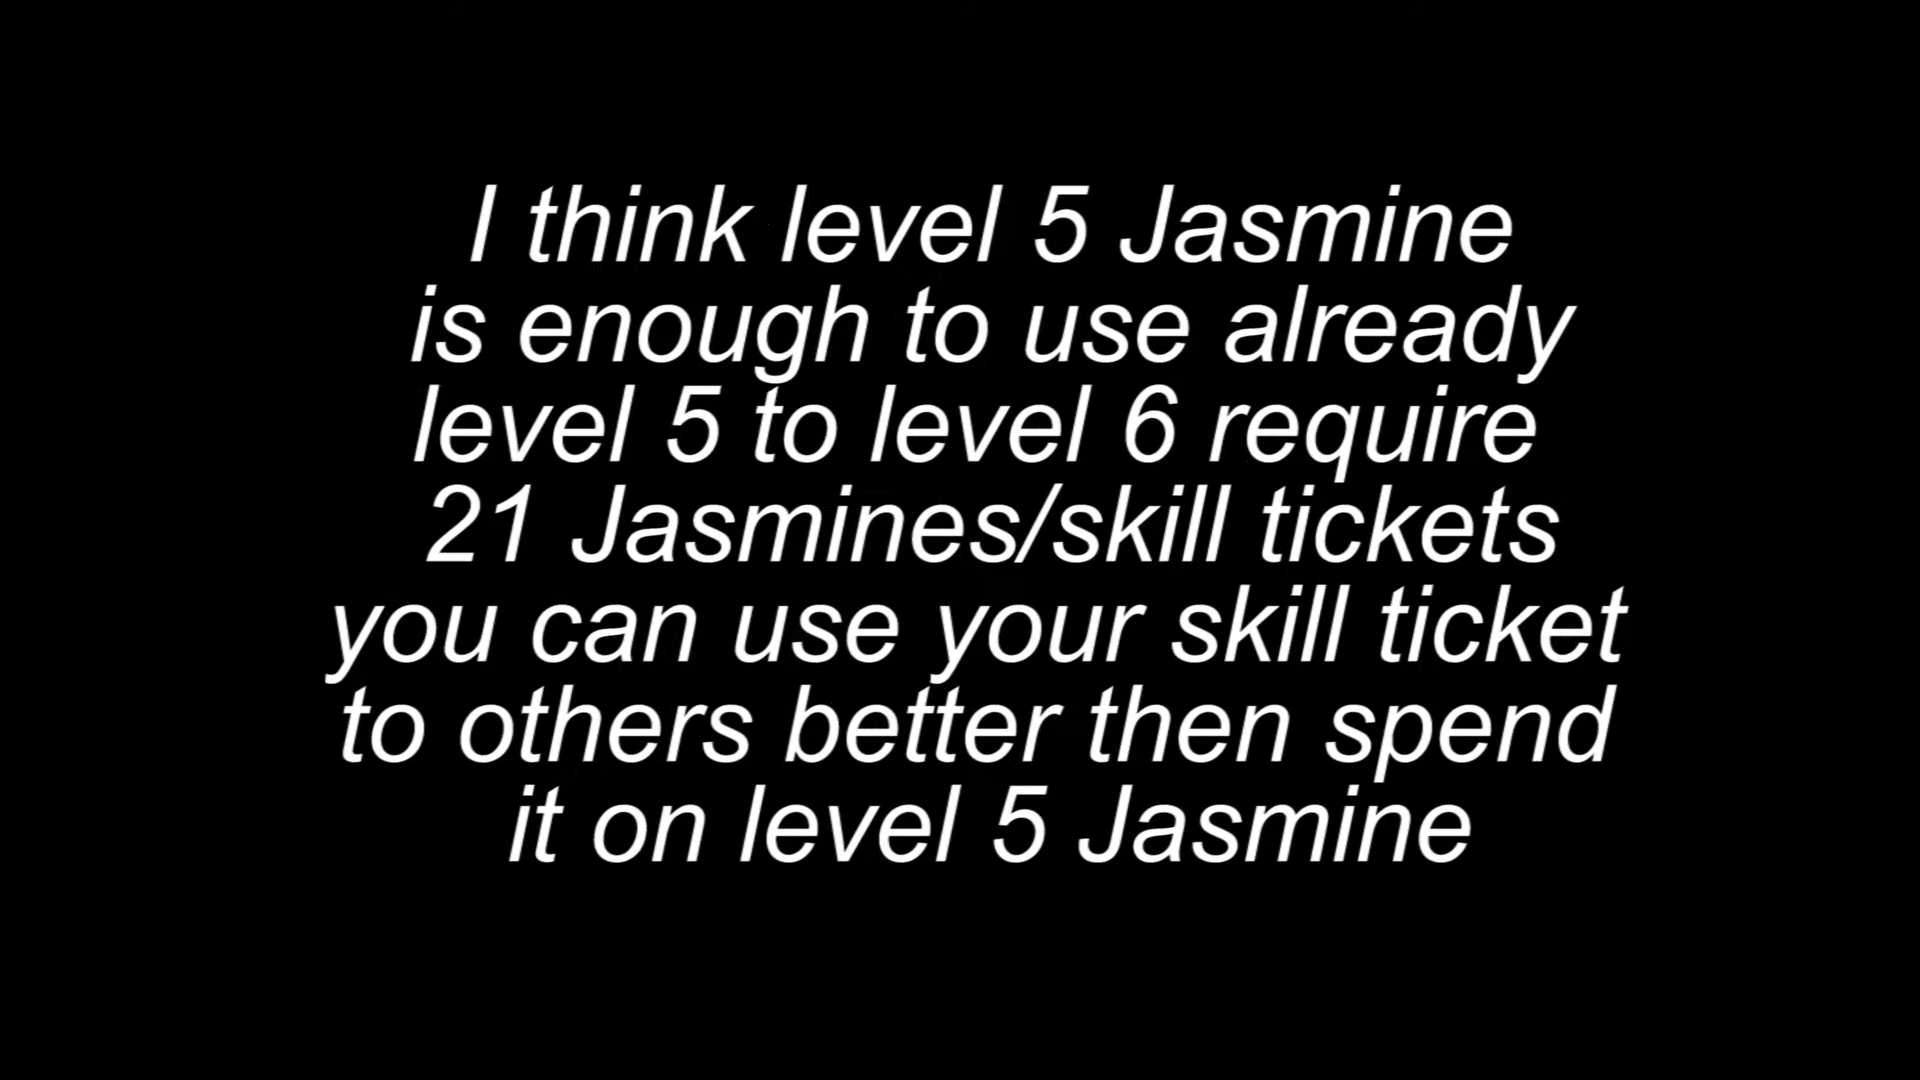 I think level 5 Jasmine
is enough to use already
level 5 to level 6 require
21 Jasmines/skill tickets
you can use your skill ticket
to others better then spend
it on level 5 Jasmine